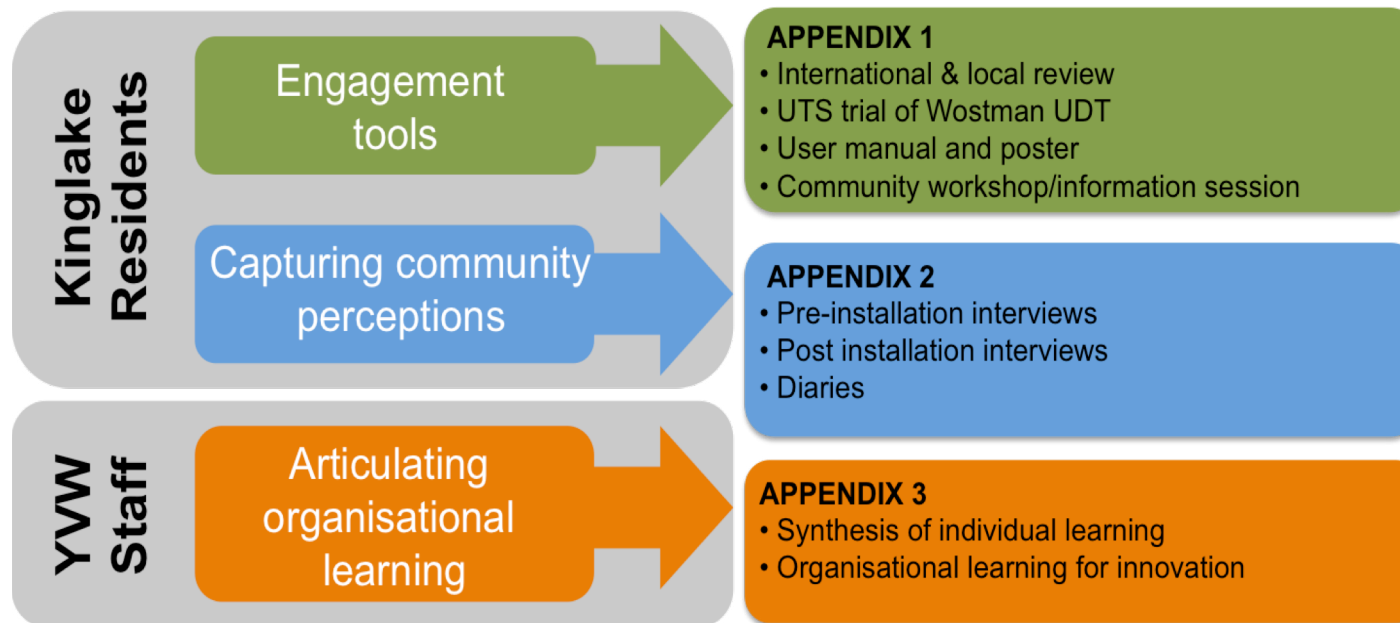 Kinglake
Residents
Engagement
tools
APPENDIX 1
• International & local review
• UTS trial of Wostman UDT
• User manual and poster
• Community workshop/information session
Capturing community
perceptions
APPENDIX 2
• Pre-installation interviews
• Post installation interviews
• Diaries
YVW
Staff
Articulating
organisational
learning
APPENDIX 3
• Synthesis of individual learning
• Organisational learning for innovation